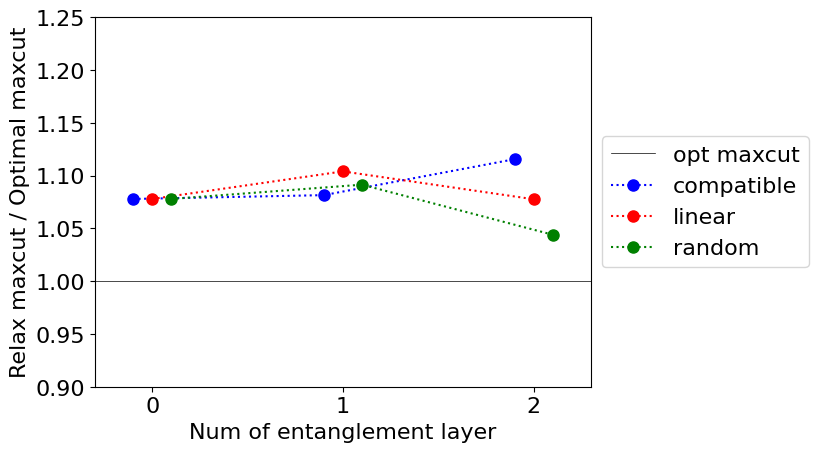 Relax maxcut / Optimal maxcut
1.25
1.20
1.15
1.10
1.05
1.00
0.95
0.90
0
1
2
Num of entanglement layer
opt maxcut
compatible
linear
random